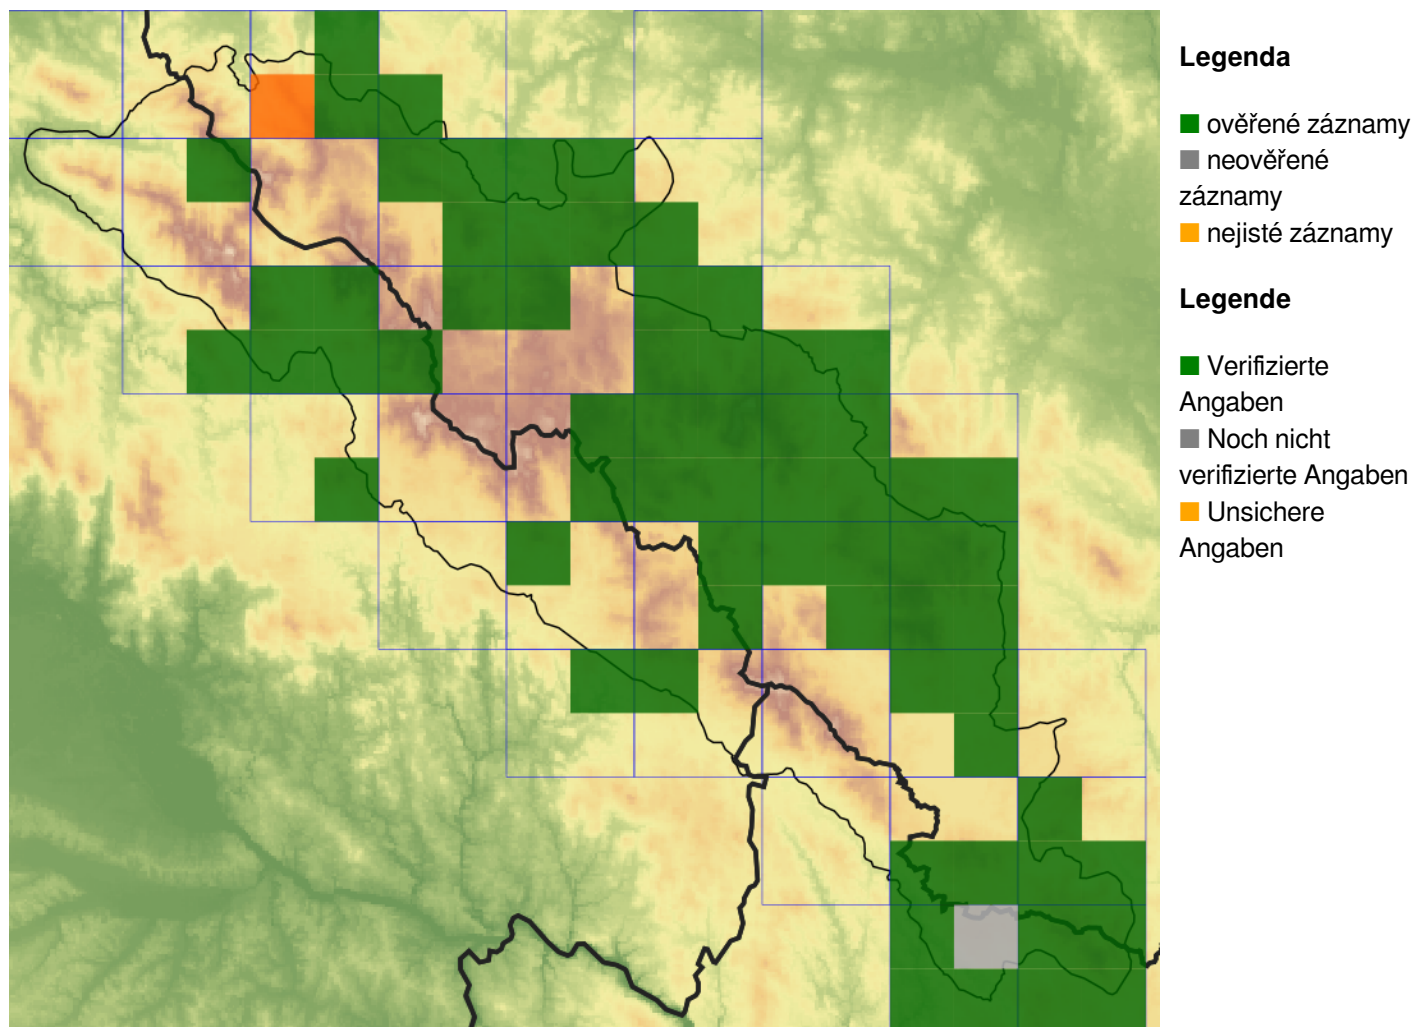 Legenda
ověřené záznamy
neověřené
záznamy
nejisté záznamy
Legende
Verifizierte
Angaben
Noch nicht
verifizierte Angaben
Unsichere
Angaben